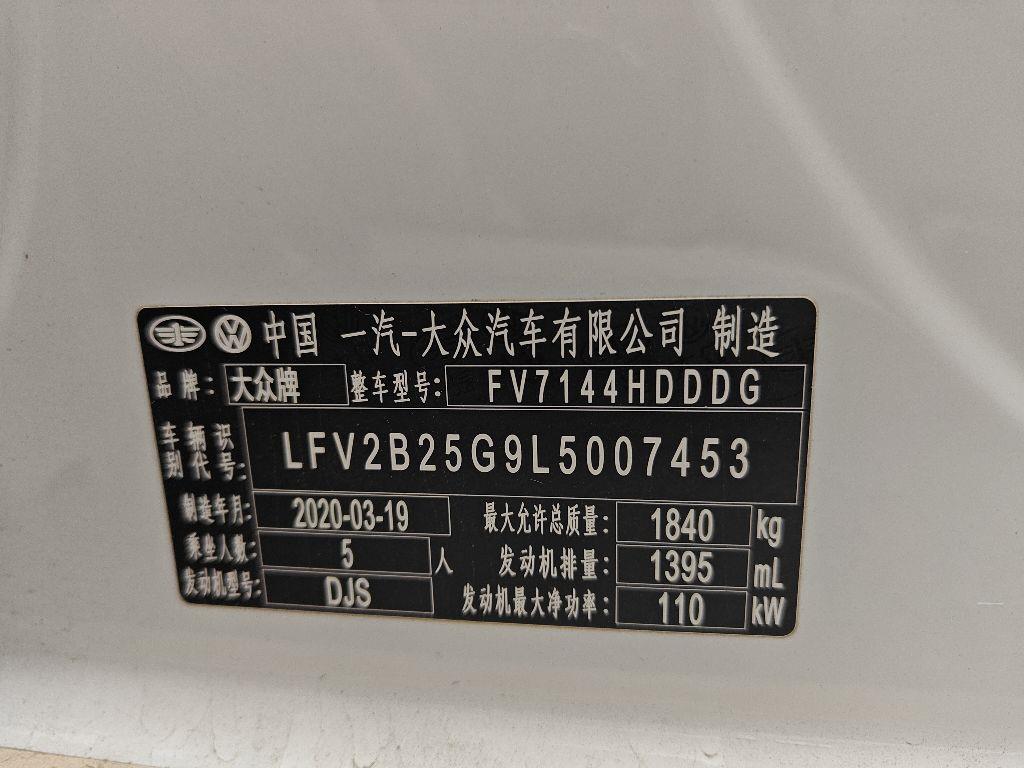 中国 一汽-大众汽车有限公司 制造
品牌: 大众牌 整车型号: FV7144HDDDG
车辆识别代号: LFV2B25G9L5007453
制造年月: 2020-03-19 最大允许总质量: 1840 kg
乘坐人数: 5 人 发动机排量: 1395 mL
发动机型号: DJS 发动机最大净功率: 110 kW